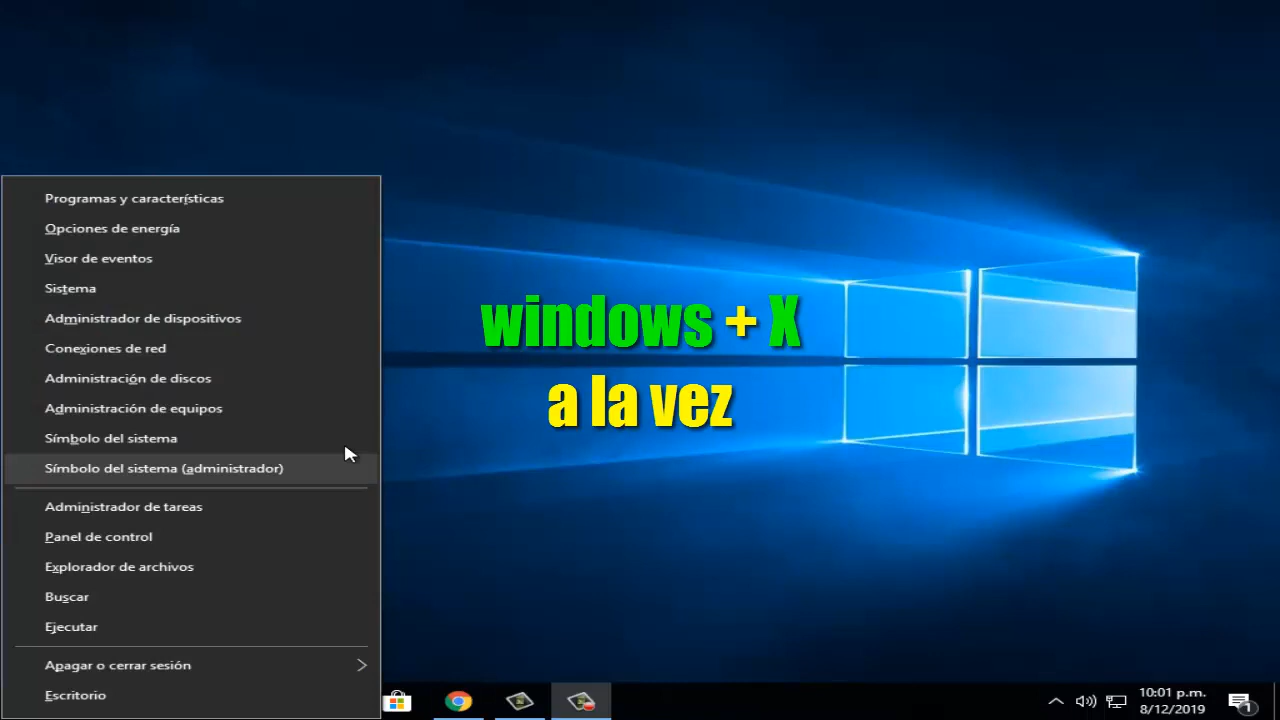 Programas y características
Opciones de energía
Visor de eventos
Sistema
Administrador de dispositivos
Conexiones de red
Administración de discos
Administración de equipos
Símbolo del sistema
Símbolo del sistema (administrador)
Administrador de tareas
Panel de control
Explorador de archivos
Buscar
Ejecutar
Apagar o cerrar sesión
Escritorio
windows + X
a la vez
10:01 p.m.
8/12/2019
1